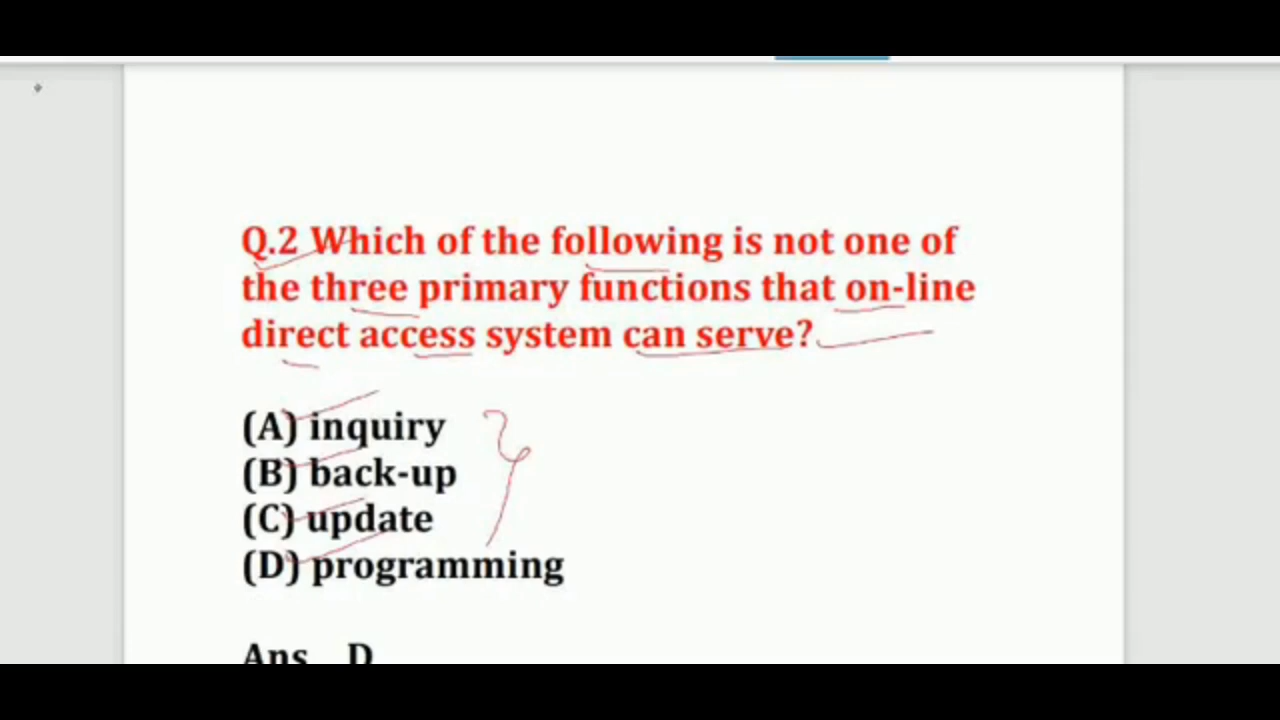 Q.2 Which of the following is not one of
the three primary functions that on-line
direct access system can serve?
(A) inquiry
(B) back-up
(C) update
(D) programming
Ans D